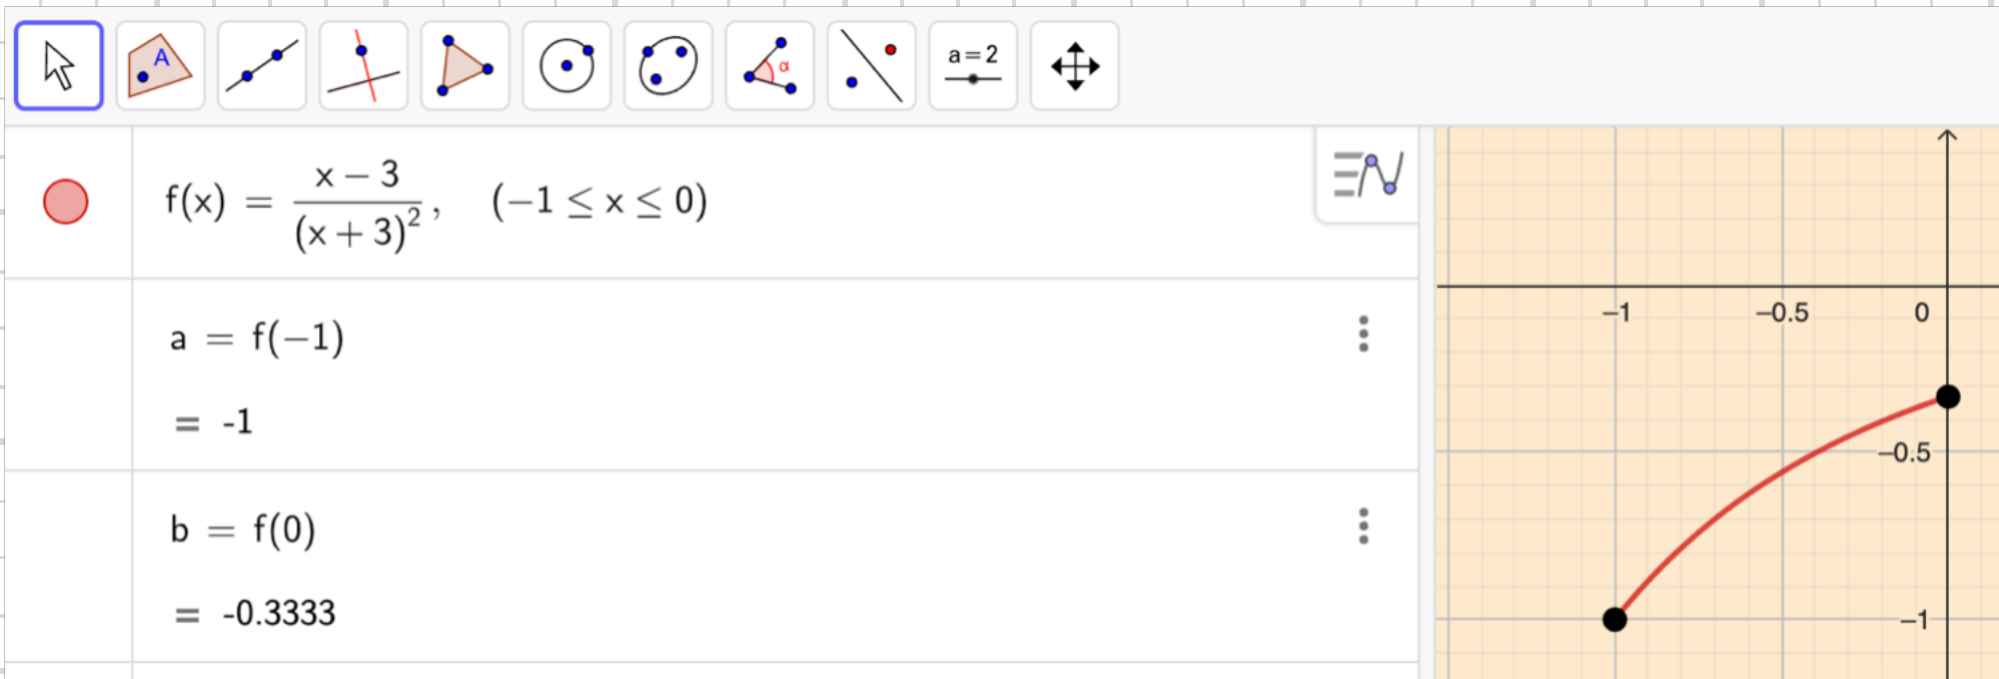 A
α
a = 2
f(x) = (x − 3)/(x + 3)², (−1 ≤ x ≤ 0)
a = f(−1)
= -1
b = f(0)
= -0.3333
−1 −0.5 0
−0.5
−1